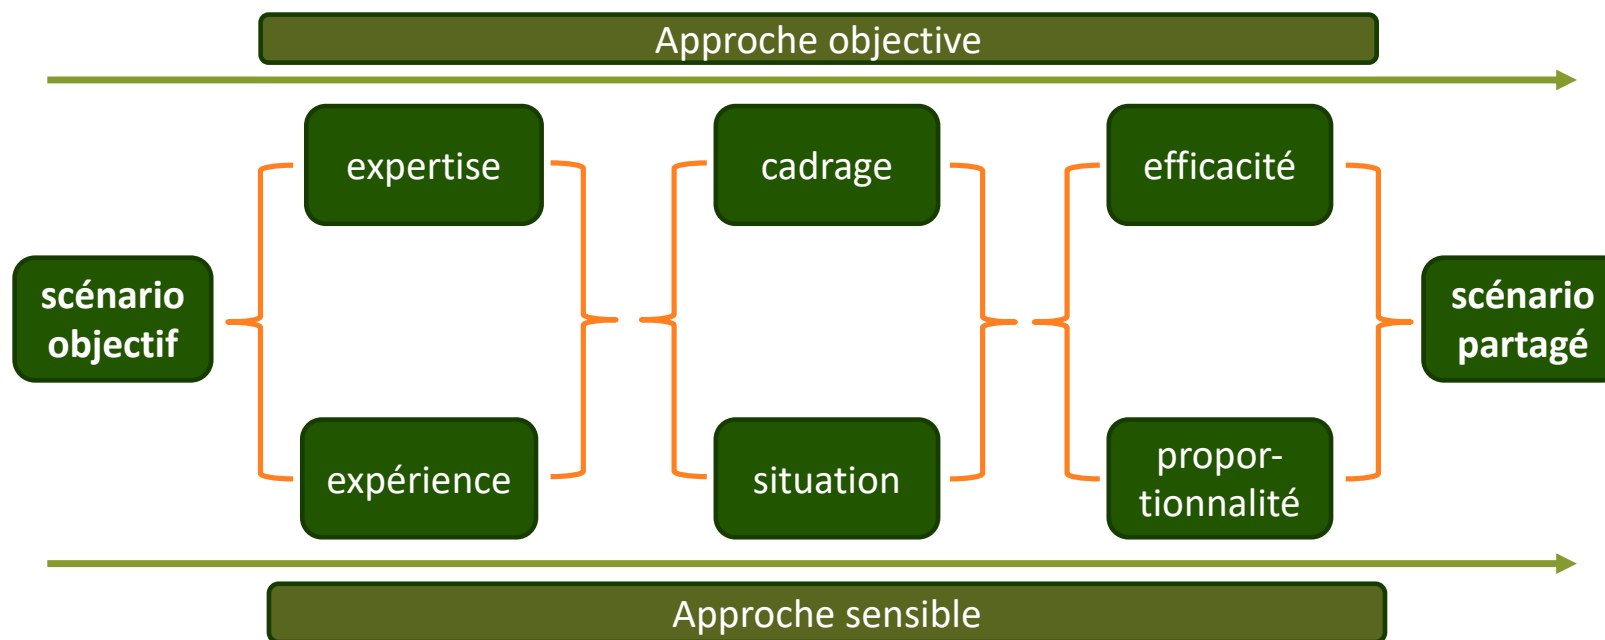 Approche objective
expertise
cadrage
efficacité
scénario
objectif
scénario
partagé
expérience
situation
propor-
tionnalité
Approche sensible